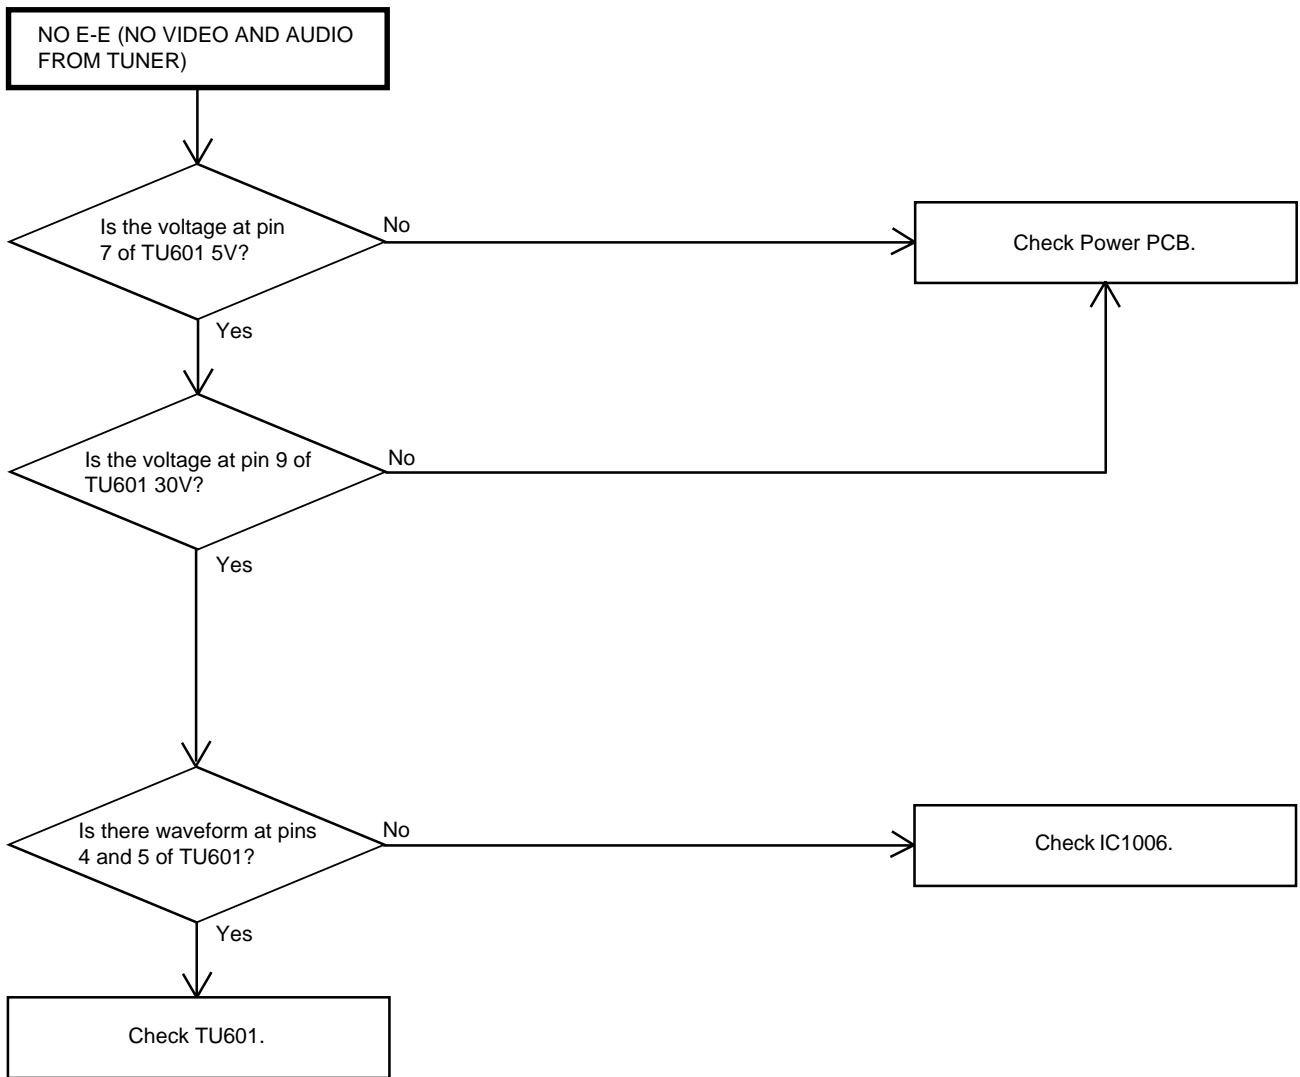 NO E-E (NO VIDEO AND AUDIO
FROM TUNER)
Is the voltage at pin
7 of TU601 5V?
No
Check Power PCB.
Yes
Is the voltage at pin 9 of
TU601 30V?
No
Yes
Is there waveform at pins
4 and 5 of TU601?
No
Check IC1006.
Yes
Check TU601.